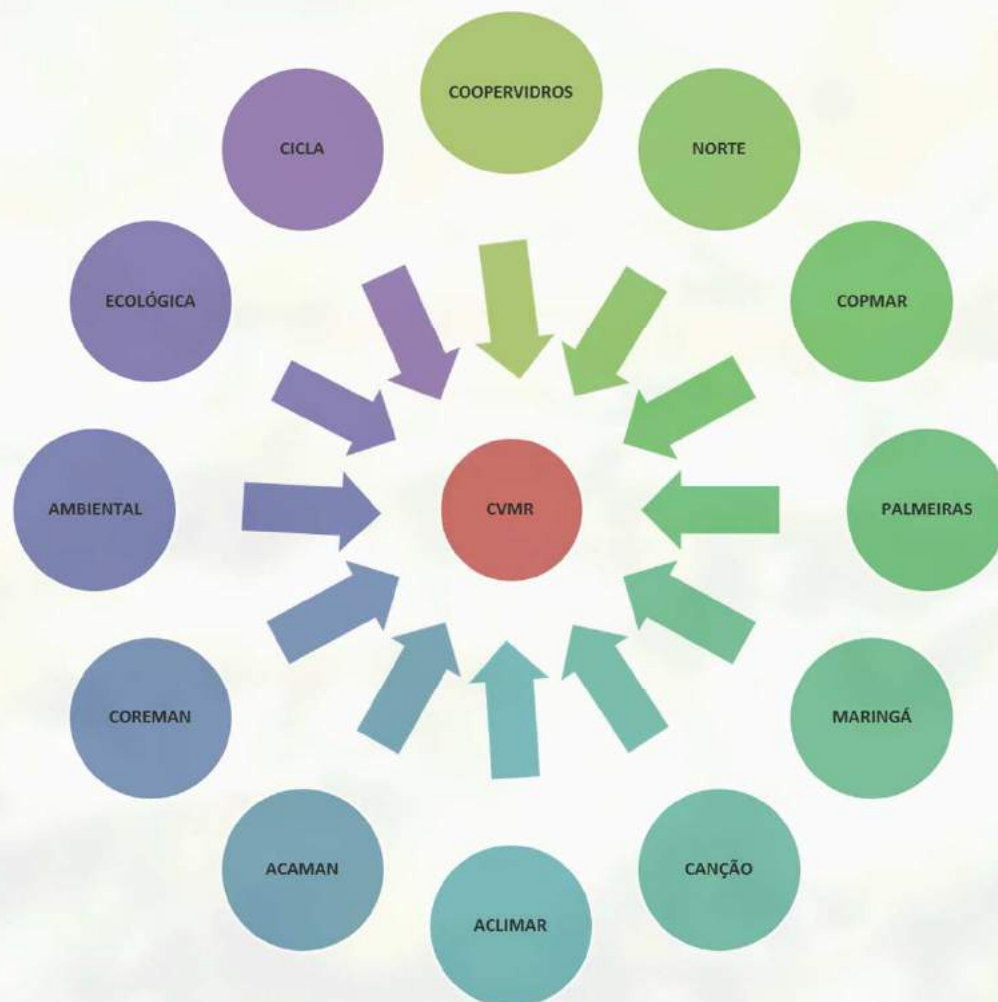 COOPERVIDROS
NORTE
COPMAR
PALMEIRAS
MARINGÁ
CANÇÃO
ACLIMAR
ACAMAN
COREMAN
AMBIENTAL
ECOLÓGICA
CICLA
CVMR